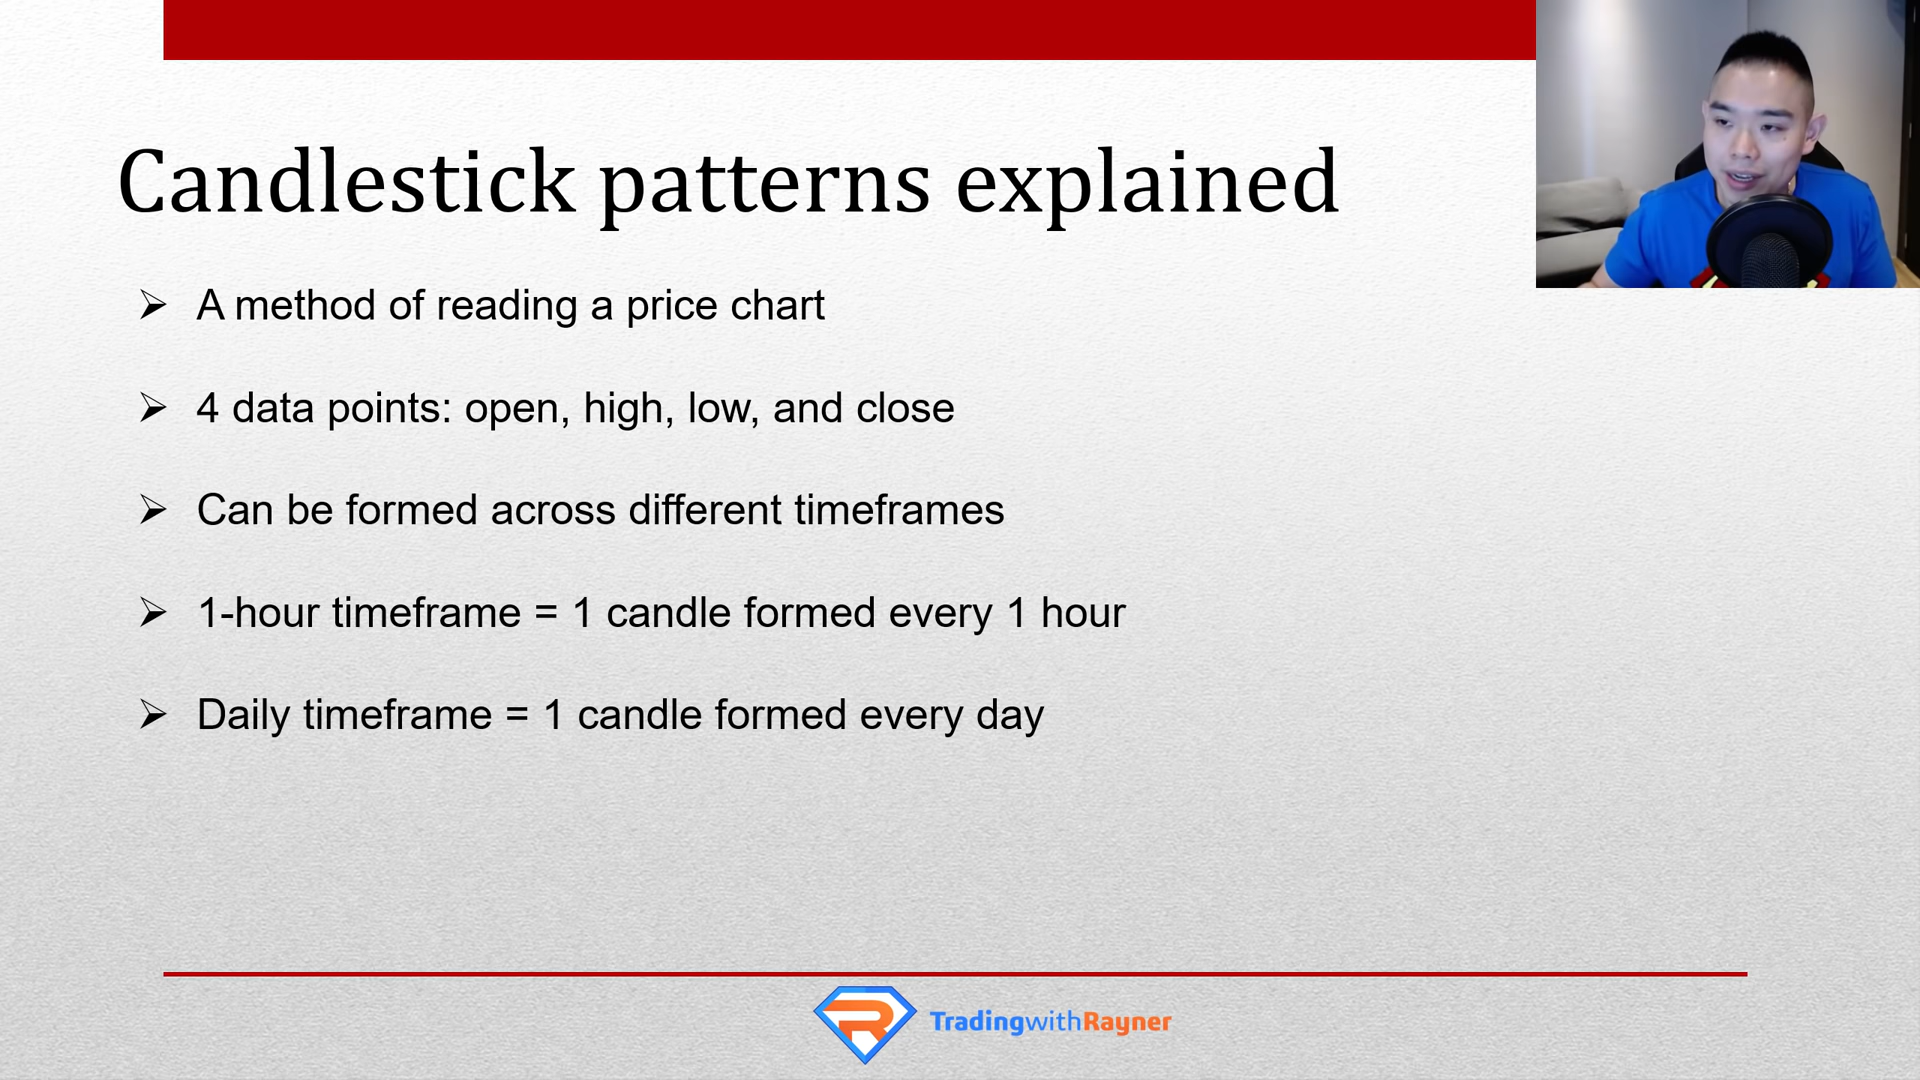 Candlestick patterns explained
A method of reading a price chart
4 data points: open, high, low, and close
Can be formed across different timeframes
1-hour timeframe = 1 candle formed every 1 hour
Daily timeframe = 1 candle formed every day
TradingwithRayner